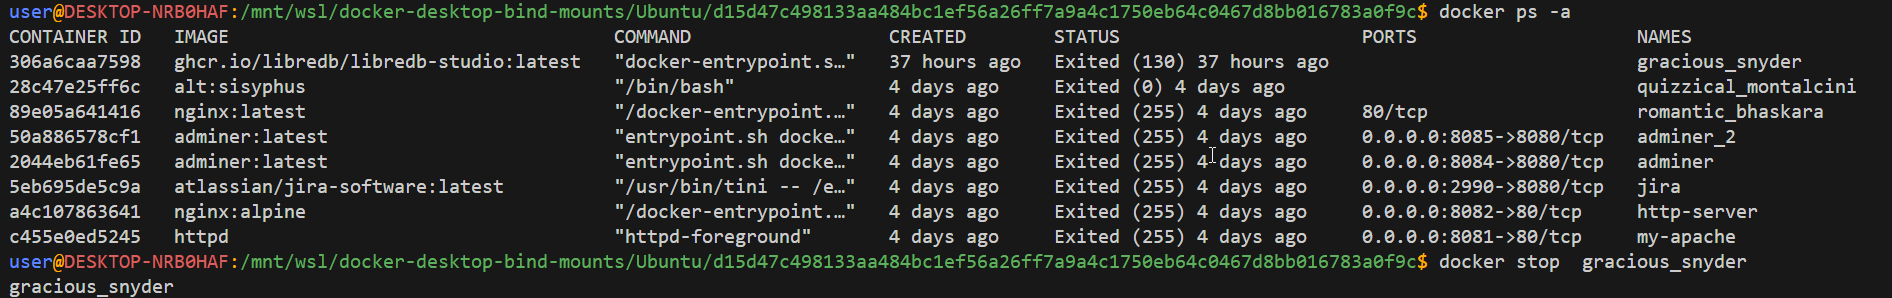 user@DESKTOP-NRB0HAF:/mnt/wsl/docker-desktop-bind-mounts/Ubuntu/d15d47c498133aa484bc1ef56a26ff7a9a4c1750eb64c0467d8bb016783a0f9c$ docker ps -a
CONTAINER ID   IMAGE                                   COMMAND                  CREATED        STATUS                      PORTS                    NAMES
306a6caa7598   ghcr.io/libredb/libredb-studio:latest   "docker-entrypoint.s…"   37 hours ago   Exited (130) 37 hours ago                            gracious_snyder
28c47e25ff6c   alt:sisyphus                            "/bin/bash"              4 days ago     Exited (0) 4 days ago                                quizzical_montalcini
89e05a641416   nginx:latest                            "/docker-entrypoint.…"   4 days ago     Exited (255) 4 days ago     80/tcp                   romantic_bhaskara
50a886578cf1   adminer:latest                          "entrypoint.sh docke…"   4 days ago     Exited (255) 4 days ago     0.0.0.0:8085->8080/tcp   adminer_2
2044eb61fe65   adminer:latest                          "entrypoint.sh docke…"   4 days ago     Exited (255) 4 days ago     0.0.0.0:8084->8080/tcp   adminer
5eb695de5c9a   atlassian/jira-software:latest          "/usr/bin/tini -- /e…"   4 days ago     Exited (255) 4 days ago     0.0.0.0:2990->8080/tcp   jira
a4c107863641   nginx:alpine                            "/docker-entrypoint.…"   4 days ago     Exited (255) 4 days ago     0.0.0.0:8082->80/tcp     http-server
c455e0ed5245   httpd                                   "httpd-foreground"       4 days ago     Exited (255) 4 days ago     0.0.0.0:8081->80/tcp     my-apache
user@DESKTOP-NRB0HAF:/mnt/wsl/docker-desktop-bind-mounts/Ubuntu/d15d47c498133aa484bc1ef56a26ff7a9a4c1750eb64c0467d8bb016783a0f9c$ docker stop  gracious_snyder
gracious_snyder